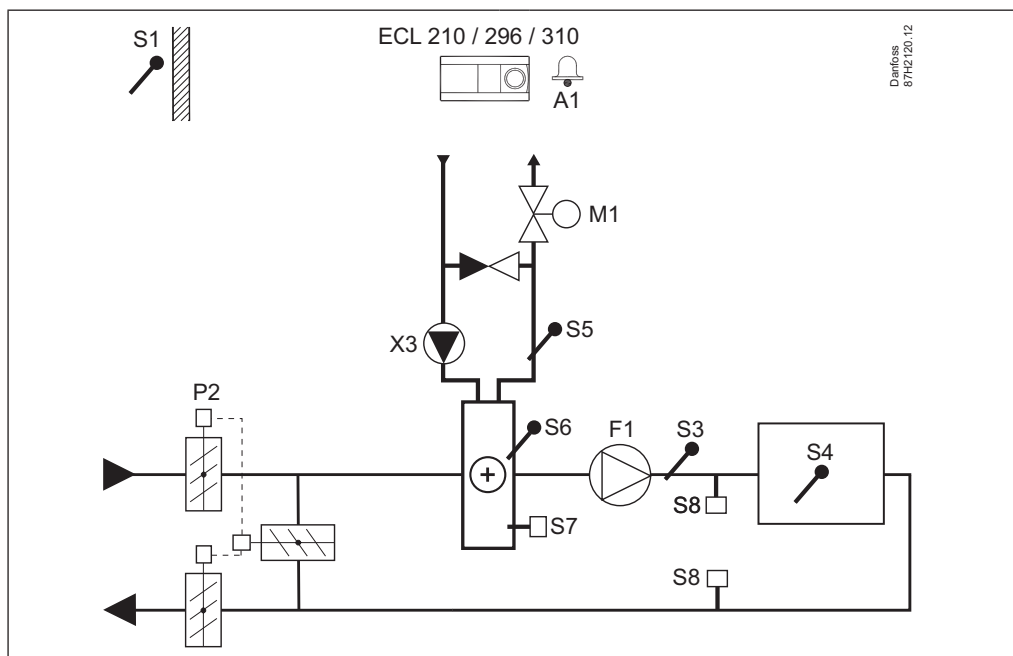 S1
ECL 210 / 296 / 310
A1
Danfoss
87H2120.12
M1
S5
X3
P2
S6
F1
S3
S4
S8
S7
S8